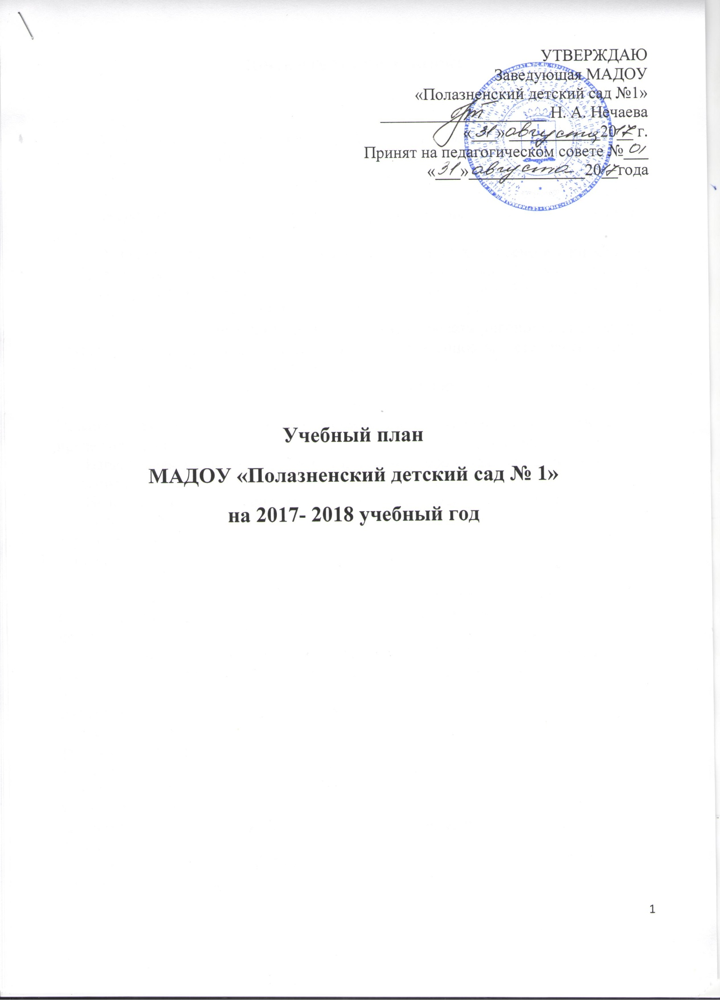 УТВЕРЖДАЮ
Заведующая МАДОУ
«Полазненский детский сад №1»
Н. А. Нечаева
«31» августа 2017 г.
Принят на педагогическом совете № 01
«31» августа 2017 года
Учебный план
МАДОУ «Полазненский детский сад № 1»
на 2017- 2018 учебный год
1